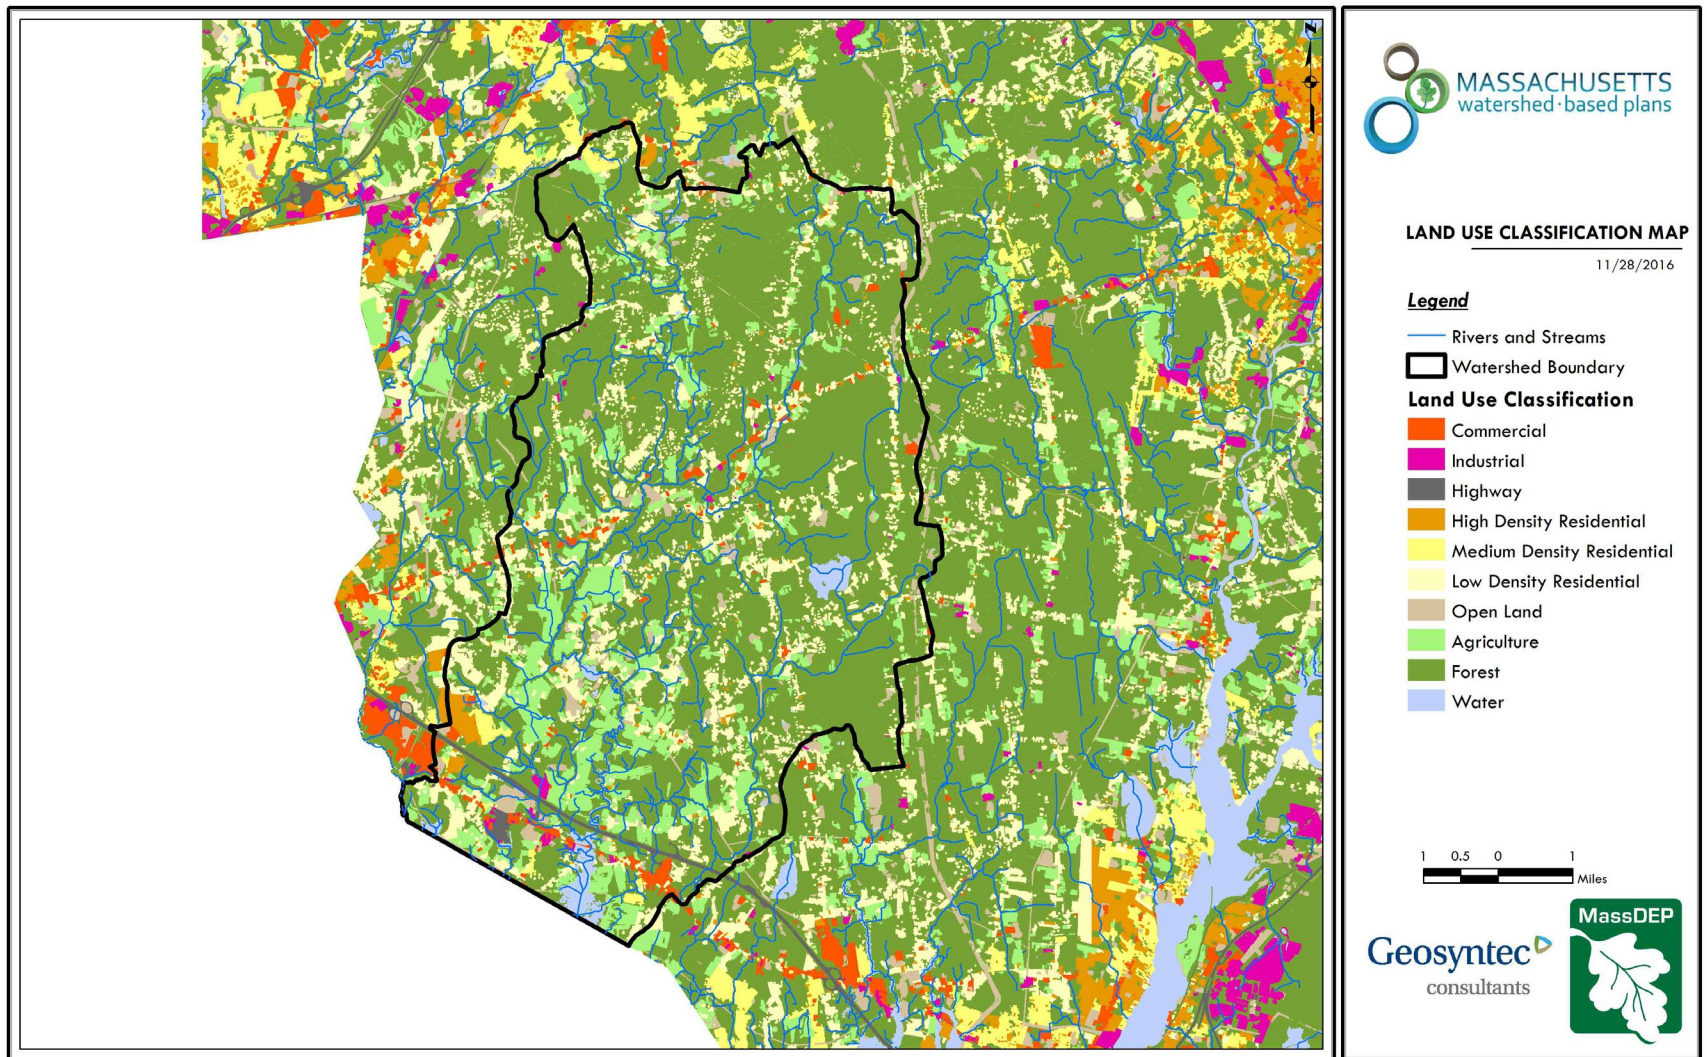 MASSACHUSETTS
watershed·based plans
LAND USE CLASSIFICATION MAP
11/28/2016
Legend
Rivers and Streams
Watershed Boundary
Land Use Classification
Commercial
Industrial
Highway
High Density Residential
Medium Density Residential
Low Density Residential
Open Land
Agriculture
Forest
Water
1 0.5 0 1
Miles
MassDEP
Geosyntec
consultants